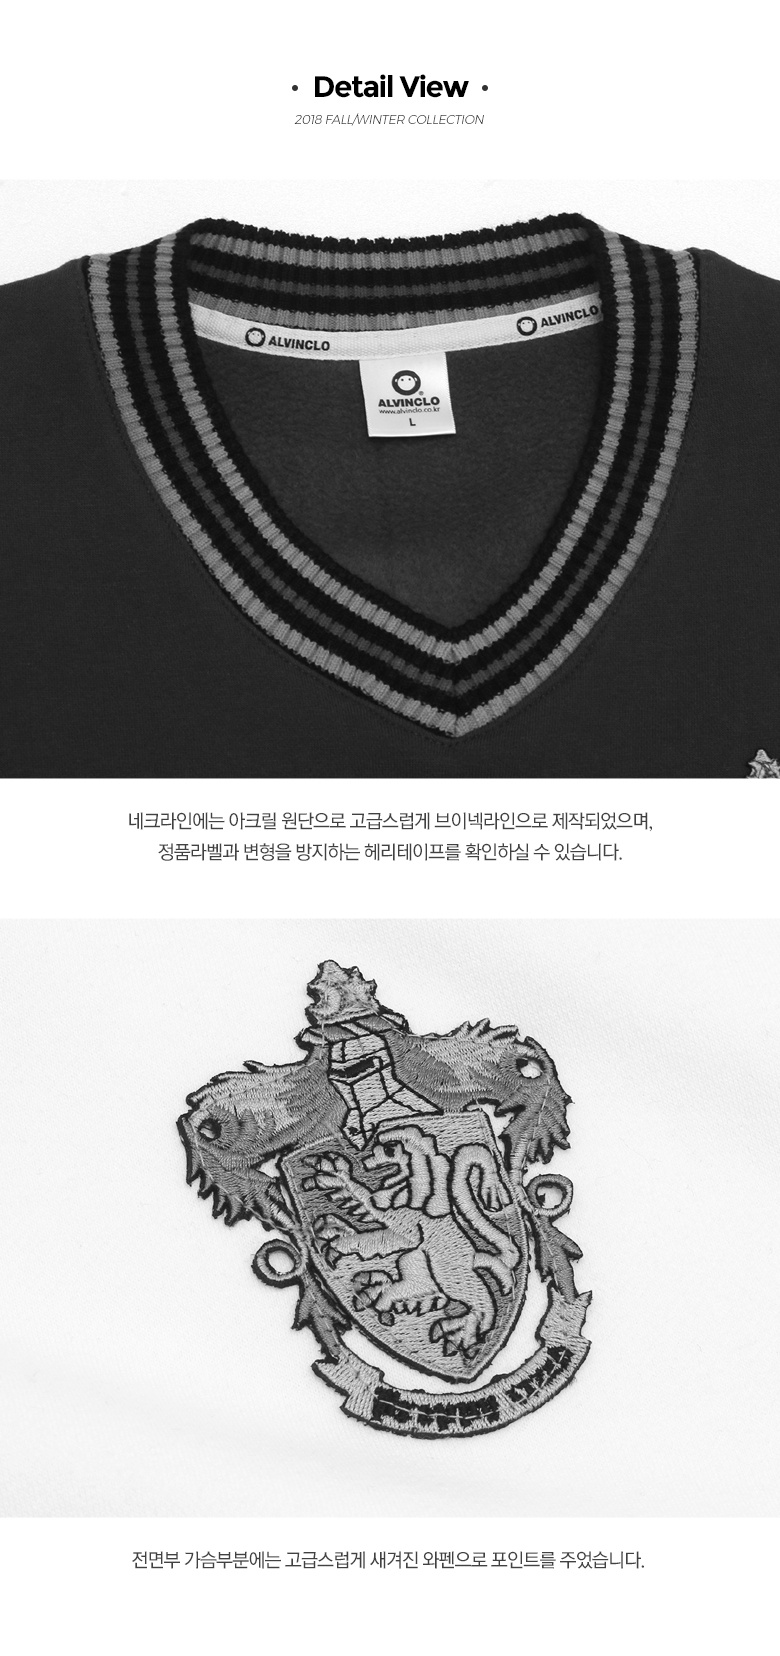 Detail View
2018 FALL/WINTER COLLECTION
ALVINCLO
ALVINCLO
ALVINCLO
www.alvinclo.co.kr
L
네크라인에는 아크릴 원단으로 고급스럽게 브이넥라인으로 제작되었으며,
정품라벨과 변형을 방지하는 헤리테이프를 확인하실 수 있습니다.
전면부 가슴부분에는 고급스럽게 새겨진 와펜으로 포인트를 주었습니다.